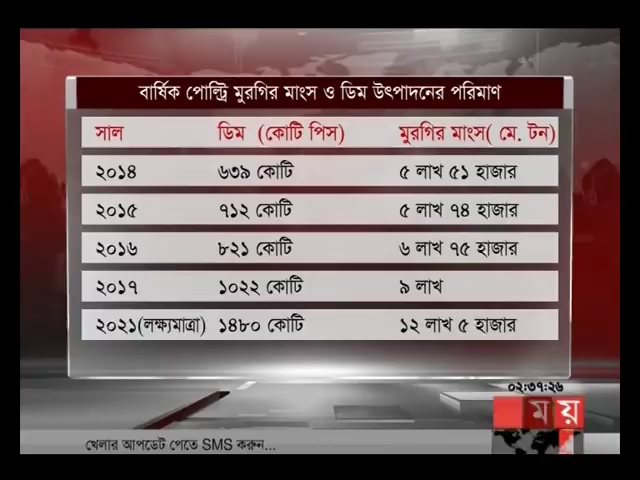 বার্ষিক পোল্ট্রি মুরগির মাংস ও ডিম উৎপাদনের পরিমাণ
সাল ডিম (কোটি পিস) মুরগির মাংস( মে. টন)
২০১৪ ৬৩৯ কোটি ৫ লাখ ৫১ হাজার
২০১৫ ৭১২ কোটি ৫ লাখ ৭৪ হাজার
২০১৬ ৮২১ কোটি ৬ লাখ ৭৫ হাজার
২০১৭ ১০২২ কোটি ৯ লাখ
২০২১(লক্ষ্যমাত্রা) ১৪৮০ কোটি ১২ লাখ ৫ হাজার
০২:৩৭:২৬
ময়
খেলার আপডেট পেতে SMS করুন...